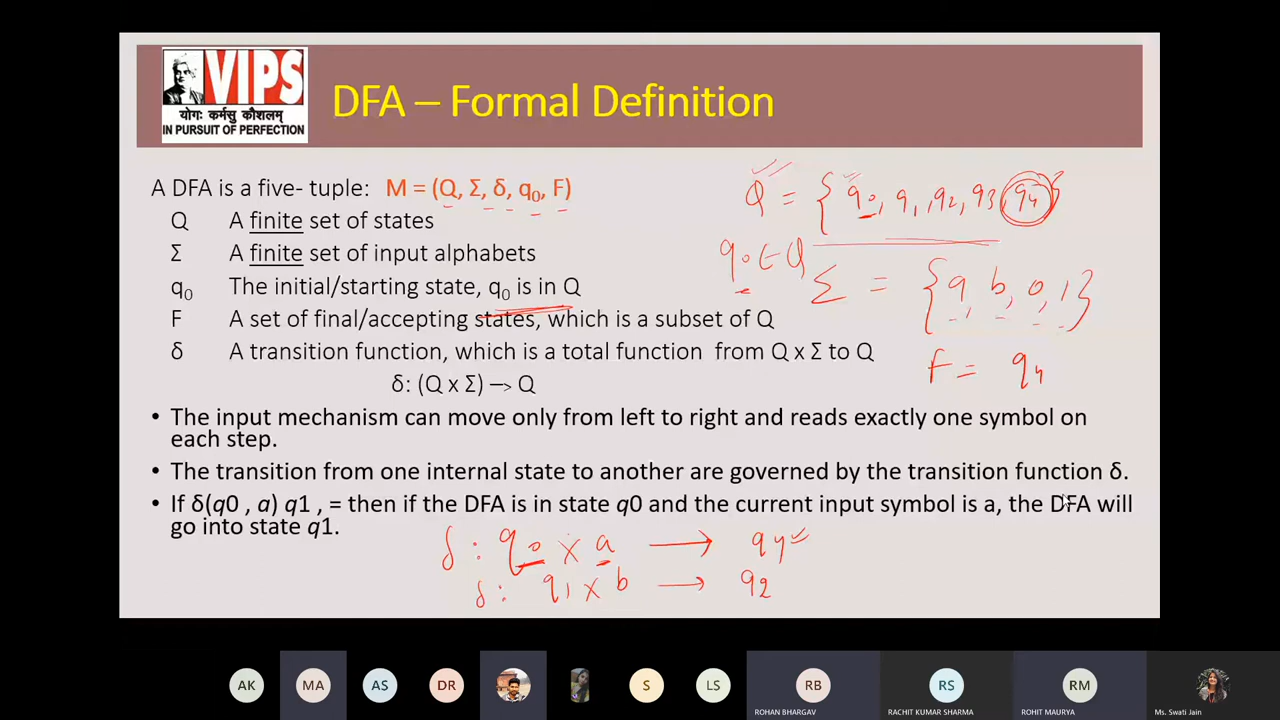 VIPS
योगः कर्मसु कौशलम्
IN PURSUIT OF PERFECTION
DFA – Formal Definition
A DFA is a five- tuple: M = (Q, Σ, δ, q0, F)
Q A finite set of states
Σ A finite set of input alphabets
q0 The initial/starting state, q0 is in Q
F A set of final/accepting states, which is a subset of Q
δ A transition function, which is a total function from Q x Σ to Q
δ: (Q x Σ) –> Q
Q = {q0, q1, q2, q3, q4}
q0 ∈ Q
Σ = {a, b, 0, 1}
F = q4
• The input mechanism can move only from left to right and reads exactly one symbol on
each step.
• The transition from one internal state to another are governed by the transition function δ.
• If δ(q0 , a) q1 , = then if the DFA is in state q0 and the current input symbol is a, the DFA will
go into state q1.
δ : q0 x a → q4
δ : q1 x b → q2
AK MA AS DR S LS RB RS RM
ROHAN BHARGAV RACHIT KUMAR SHARMA ROHIT MAURYA Ms. Swati Jain